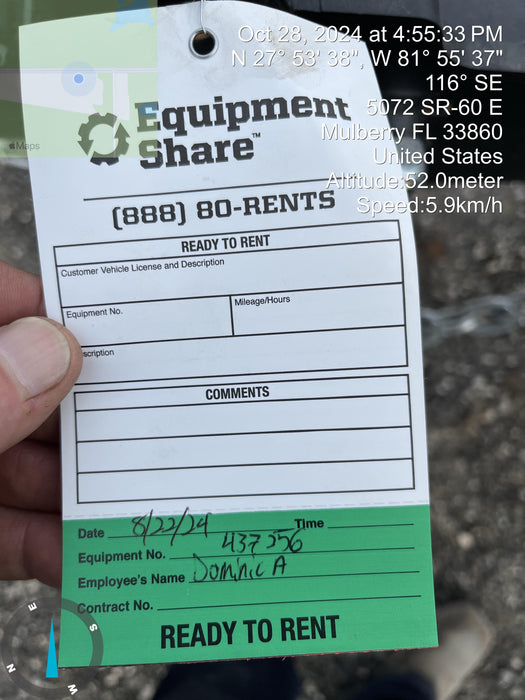 Oct 28, 2024 at 4:55:33 PM
N 27° 53' 38", W 81° 55' 37"
116° SE
5072 SR-60 E
Mulberry FL 33860
United States
Altitude:52.0meter
Speed:5.9km/h
Maps
Equipment
Share™
(888) 80-RENTS
READY TO RENT
Customer Vehicle License and Description
Equipment No.
Mileage/Hours
scription
COMMENTS
Date 8/22/24 Time
Equipment No. 437356
Employee's Name Dominic A
Contract No.
READY TO RENT
N E S W